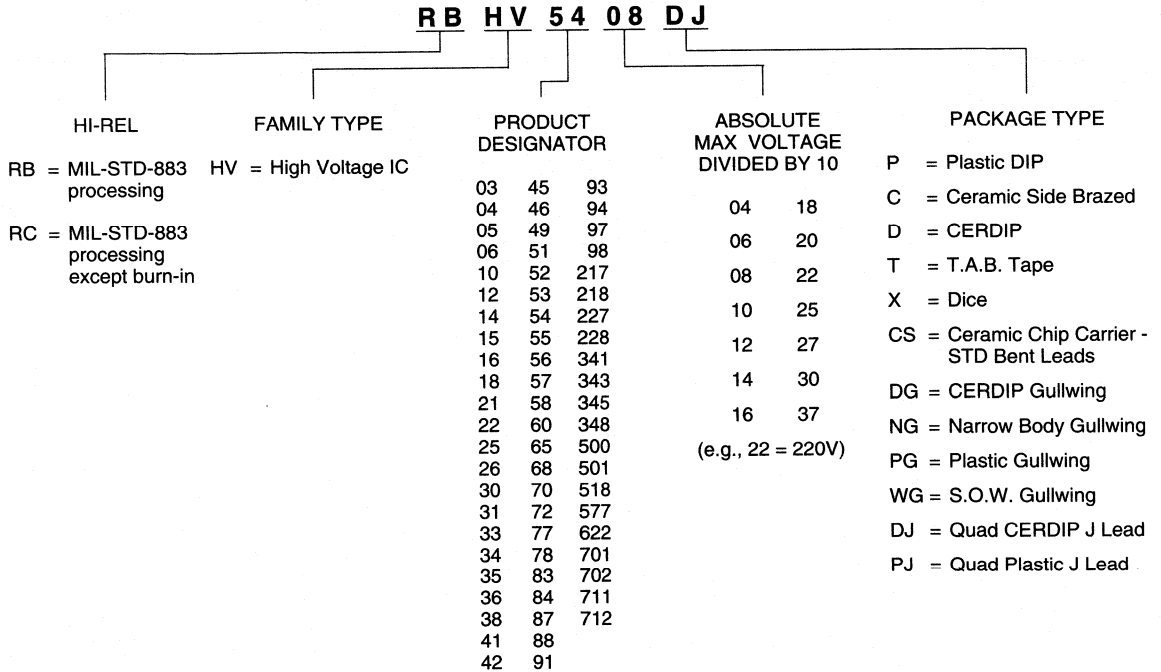 RB HV 54 08 DJ
HI-REL
RB = MIL-STD-883
processing
RC = MIL-STD-883
processing
except burn-in
FAMILY TYPE
HV = High Voltage IC
PRODUCT
DESIGNATOR
03 45 93
04 46 94
05 49 97
06 51 98
10 52 217
12 53 218
14 54 227
15 55 228
16 56 341
18 57 343
21 58 345
22 60 348
25 65 500
26 68 501
30 70 518
31 72 577
33 77 622
34 78 701
35 83 702
36 84 711
38 87 712
41 88
42 91
ABSOLUTE
MAX VOLTAGE
DIVIDED BY 10
04 18
06 20
08 22
10 25
12 27
14 30
16 37
(e.g., 22 = 220V)
PACKAGE TYPE
P = Plastic DIP
C = Ceramic Side Brazed
D = CERDIP
T = T.A.B. Tape
X = Dice
CS = Ceramic Chip Carrier -
STD Bent Leads
DG = CERDIP Gullwing
NG = Narrow Body Gullwing
PG = Plastic Gullwing
WG = S.O.W. Gullwing
DJ = Quad CERDIP J Lead
PJ = Quad Plastic J Lead